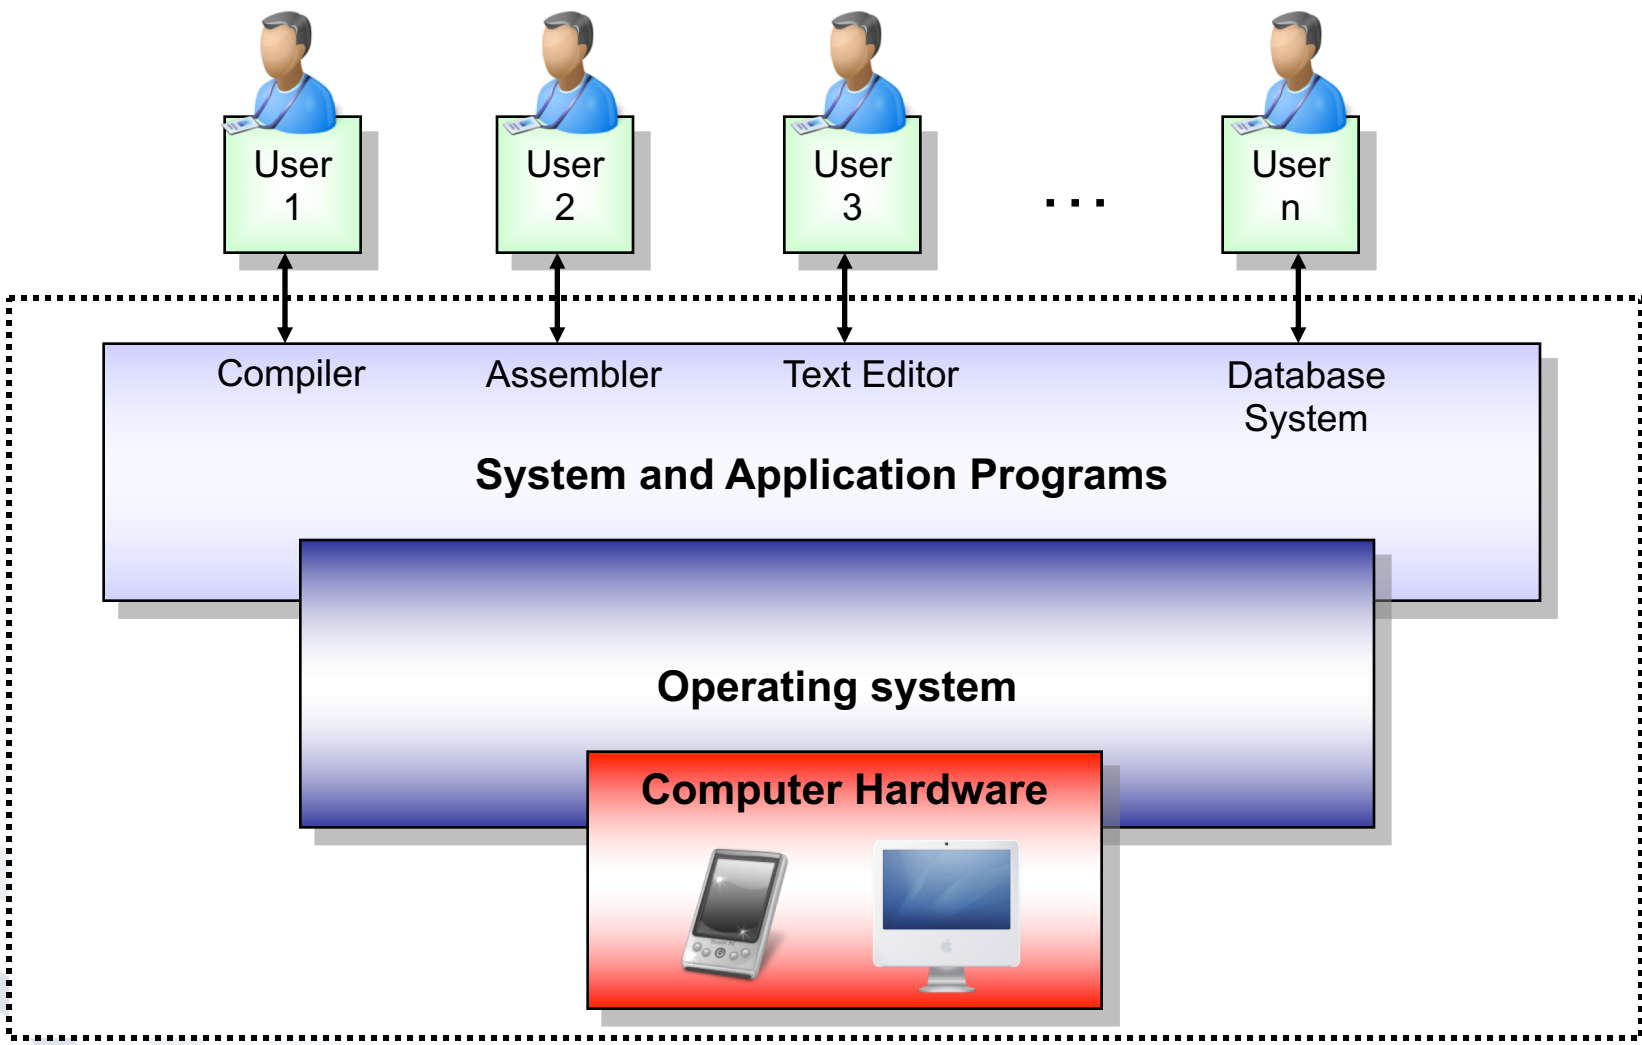 User
1
User
2
User
3
...
User
n
Compiler
Assembler
Text Editor
Database
System
System and Application Programs
Operating system
Computer Hardware